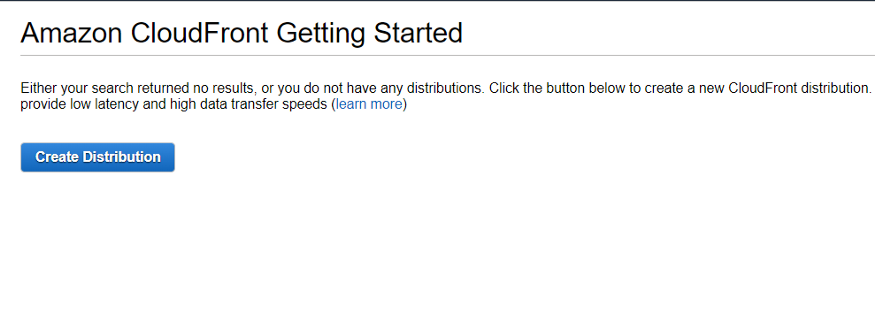 Amazon CloudFront Getting Started
Either your search returned no results, or you do not have any distributions. Click the button below to create a new CloudFront distribution.
provide low latency and high data transfer speeds (learn more)
Create Distribution